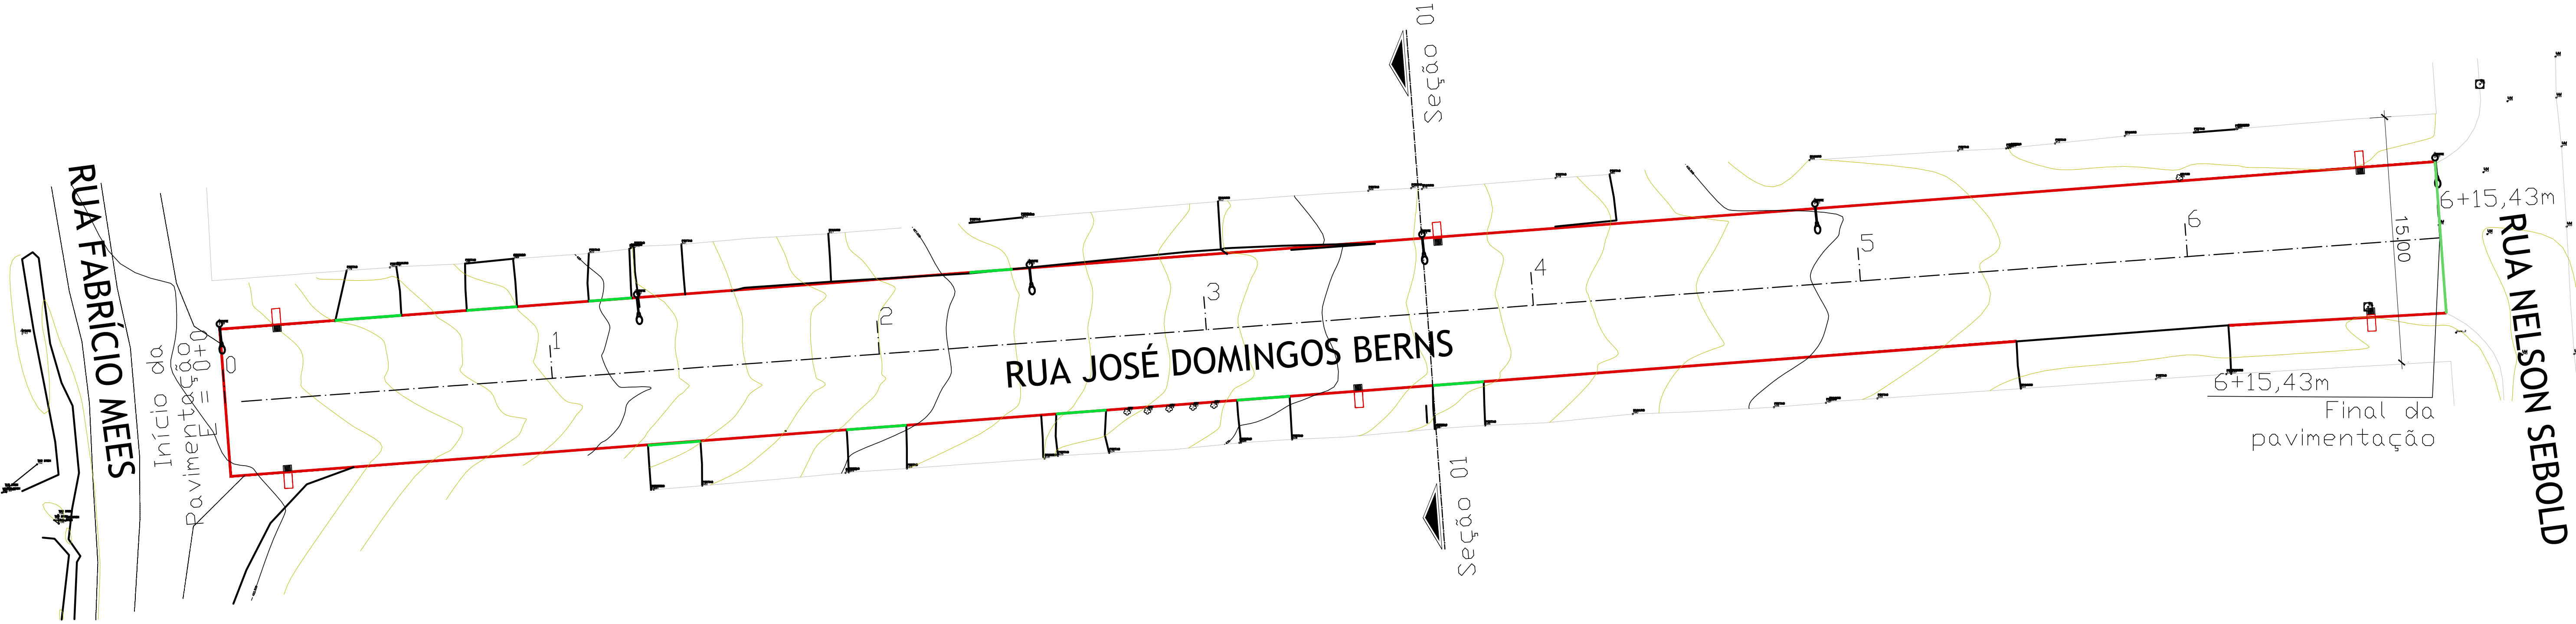 RUA FABRÍCIO MEES
Início da
Pavimentação
E = 0+0
0
1
2
3
4
5
6
RUA JOSÉ DOMINGOS BERNS
Seção 01
Seção 01
15.00
6+15,43m
6+15,43m
Final da
pavimentação
RUA NELSON SEBOLD